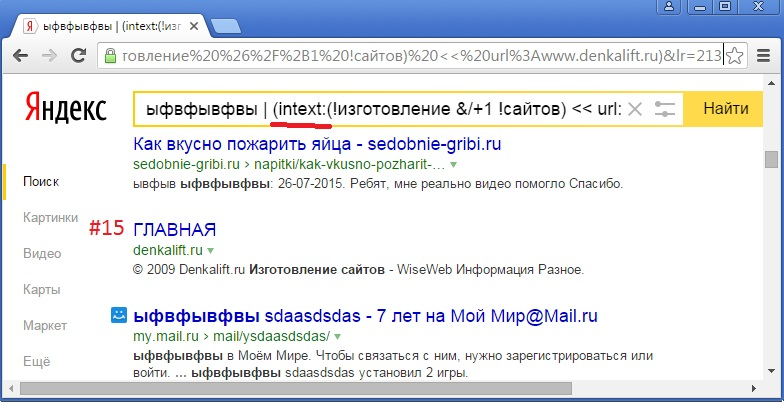 ыфвфывфвы | (intext:(!изг
товление%20%26%2F%2B1%20!сайтов)%20<<%20url%3Awww.denkalift.ru)&lr=213
Яндекс
ыфвфывфвы | (intext:(!изготовление &/+1 !сайтов) << url:
Найти
Как вкусно пожарить яйца - sedobnie-gribi.ru
sedobnie-gribi.ru › napitki/kak-vkusno-pozharit-…
ывфыв ыфвфывфвы: 26-07-2015. Ребят, мне реально видео помогло Спасибо.
Поиск
Картинки
Видео
Карты
Маркет
Ещё
#15
ГЛАВНАЯ
denkalift.ru
© 2009 Denkalift.ru Изготовление сайтов - WiseWeb Информация Разное.
ыфвфывфвы sdaasdsdas - 7 лет на Мой Мир@Mail.ru
my.mail.ru › mail/ysdaasdsdas/
ыфвфывфвы в Моём Мире. Чтобы связаться с ним, нужно зарегистрироваться или
войти. ... ыфвфывфвы sdaasdsdas установил 2 игры.